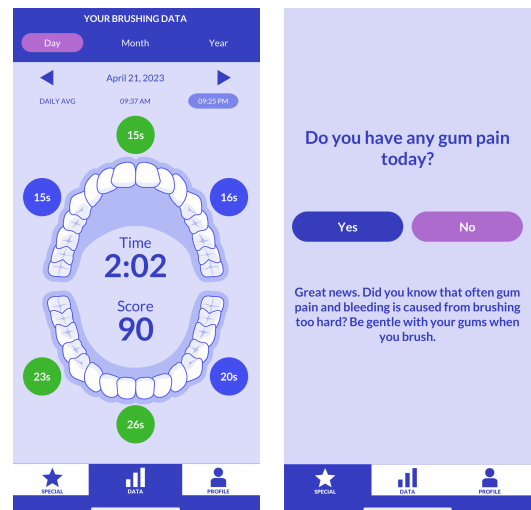 YOUR BRUSHING DATA
Day Month Year
April 21, 2023
DAILY AVG 09:37 AM 09:25 PM
15s
15s 16s
Time
2:02
Score
90
23s 20s
26s
SPECIAL DATA PROFILE
Do you have any gum pain
today?
Yes No
Great news. Did you know that often gum
pain and bleeding is caused from brushing
too hard? Be gentle with your gums when
you brush.
SPECIAL DATA PROFILE